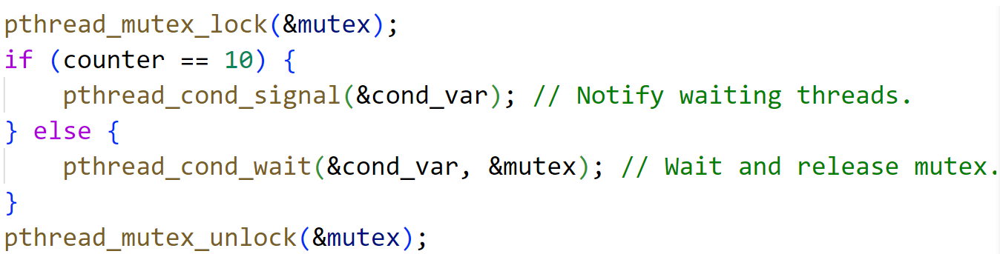 pthread_mutex_lock(&mutex);
if (counter == 10) {
    pthread_cond_signal(&cond_var); // Notify waiting threads.
} else {
    pthread_cond_wait(&cond_var, &mutex); // Wait and release mutex.
}
pthread_mutex_unlock(&mutex);